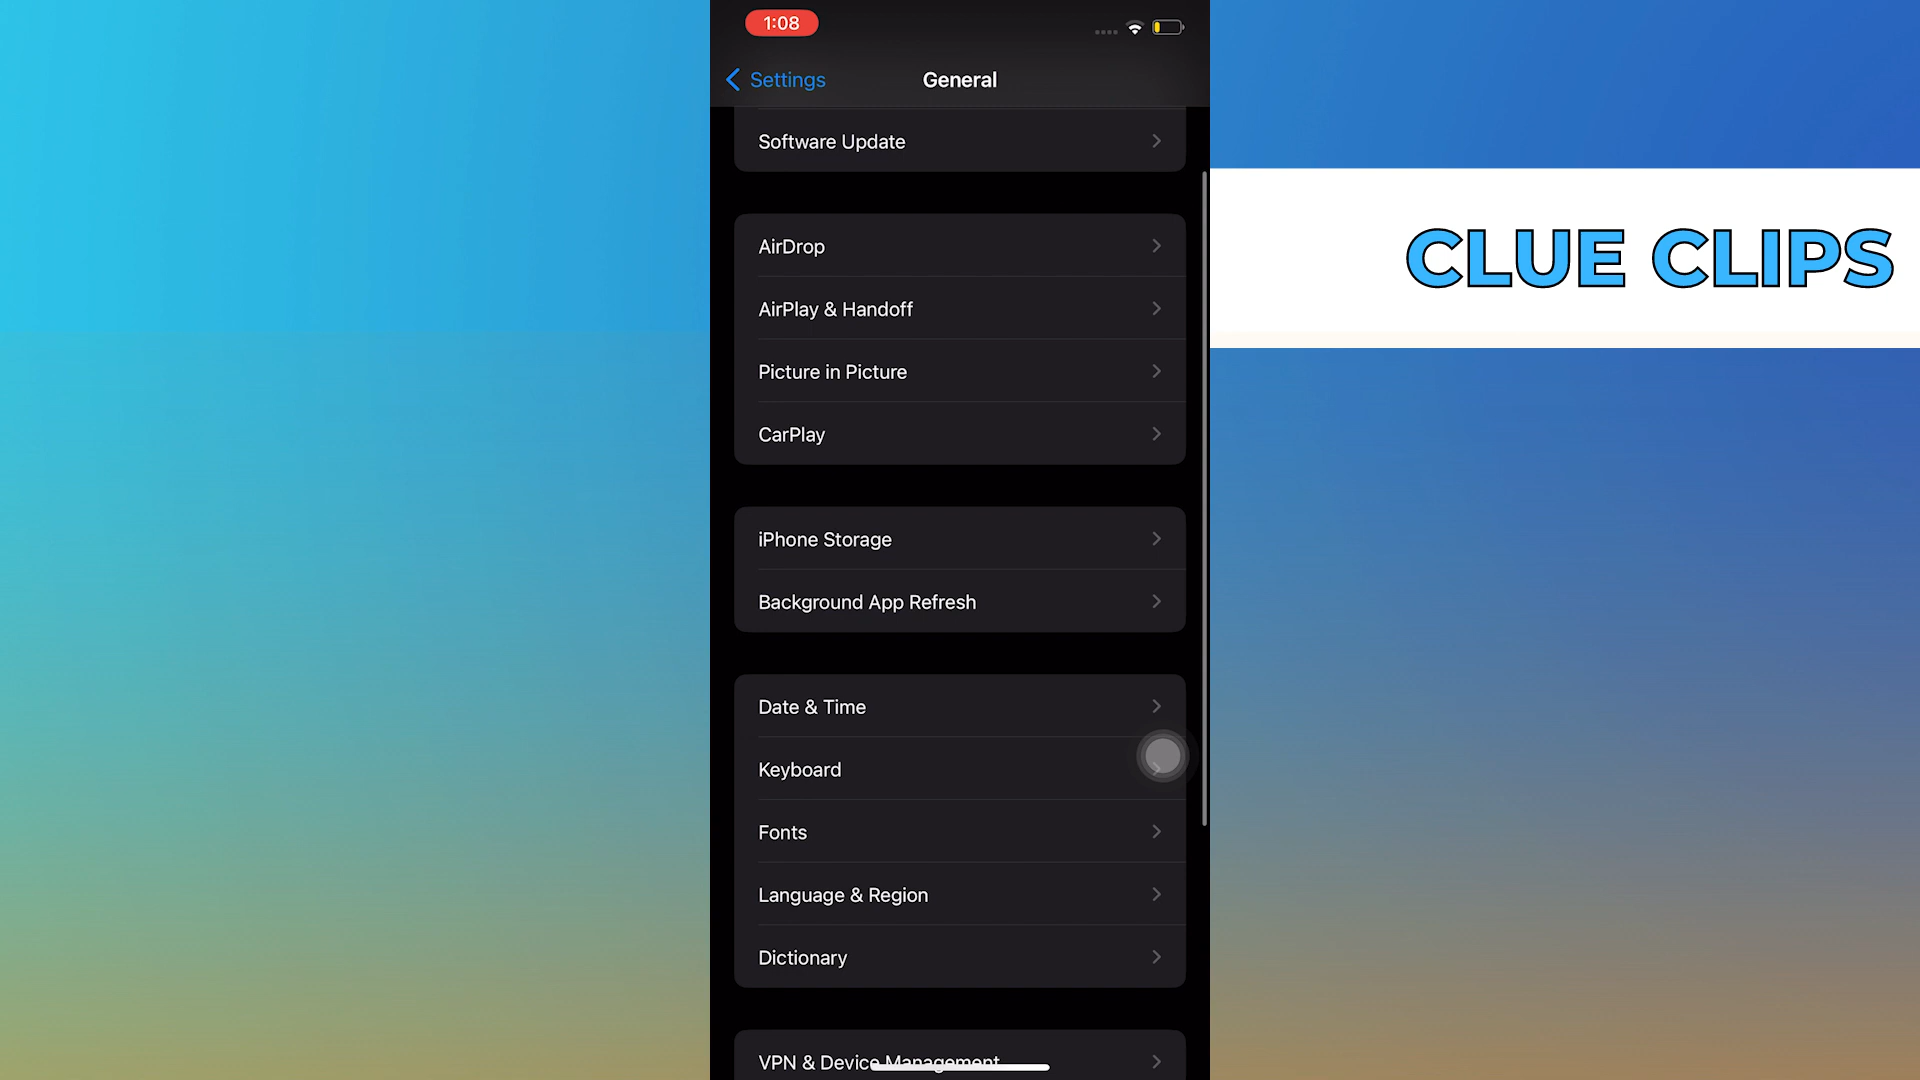 1:08
Settings
General
Software Update
AirDrop
AirPlay & Handoff
Picture in Picture
CarPlay
iPhone Storage
Background App Refresh
Date & Time
Keyboard
Fonts
Language & Region
Dictionary
VPN & Device Management
CLUE CLIPS